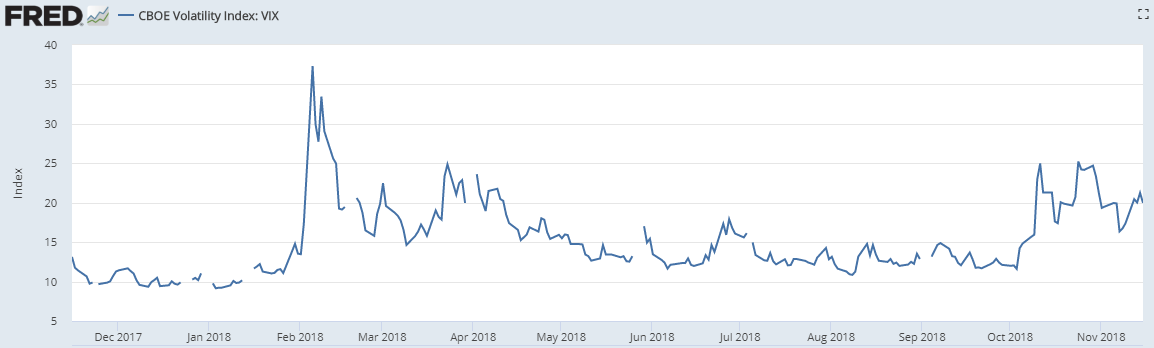 FRED CBOE Volatility Index: VIX
40
35
30
25
20
15
10
5
Index
Dec 2017 Jan 2018 Feb 2018 Mar 2018 Apr 2018 May 2018 Jun 2018 Jul 2018 Aug 2018 Sep 2018 Oct 2018 Nov 2018